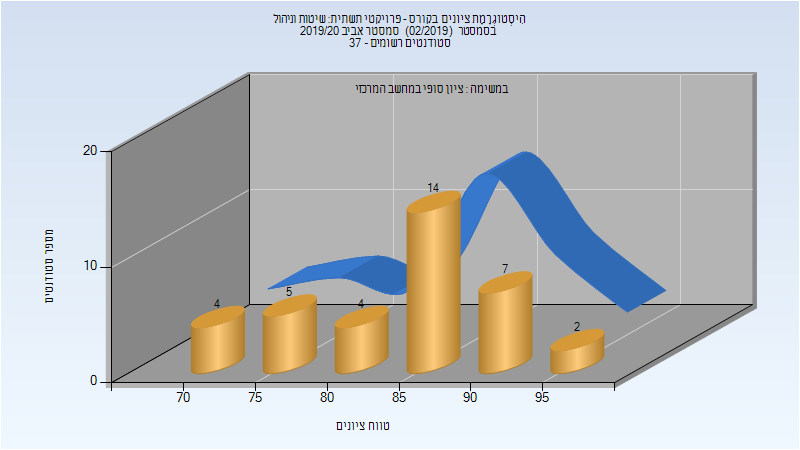 היסטוגרמת ציונים בקורס - פרויקטי תשתית: שיטות וניהול
בסמסטר (02/2019) סמסטר אביב 2019/20
סטודנטים רשומים - 37
במשימה : ציון סופי במחשב המרכזי
מספר סטודנטים
20
10
0
4
5
4
14
7
2
70
75
80
85
90
95
טווח ציונים